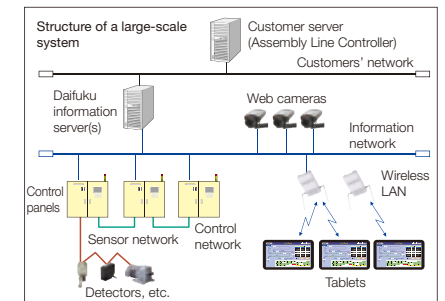 Structure of a large-scale
system
Customer server
(Assembly Line Controller)
Customers' network
Daifuku
information
server(s)
Web cameras
Information
network
Wireless
LAN
Control
panels
Sensor network
Control
network
Detectors, etc.
Tablets